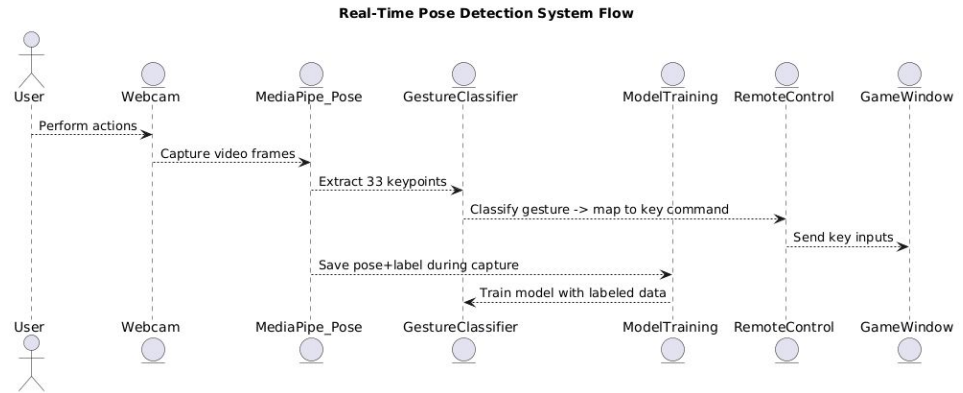 Real-Time Pose Detection System Flow
User Webcam MediaPipe_Pose GestureClassifier ModelTraining RemoteControl GameWindow
Perform actions
Capture video frames
Extract 33 keypoints
Classify gesture -> map to key command
Send key inputs
Save pose+label during capture
Train model with labeled data
User Webcam MediaPipe_Pose GestureClassifier ModelTraining RemoteControl GameWindow